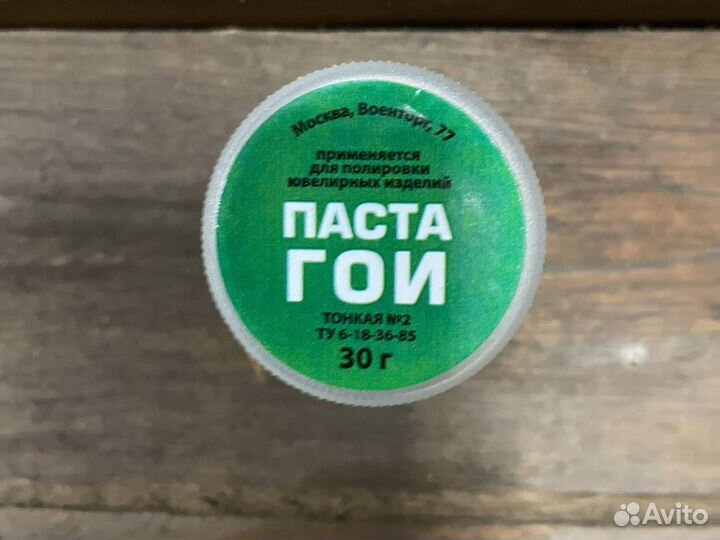 Москва, Военторг, 77
применяется
для полировки
ювелирных изделий
ПАСТА
ГОИ
ТОНКАЯ №2
ТУ 6-18-36-85
30 г
Avito